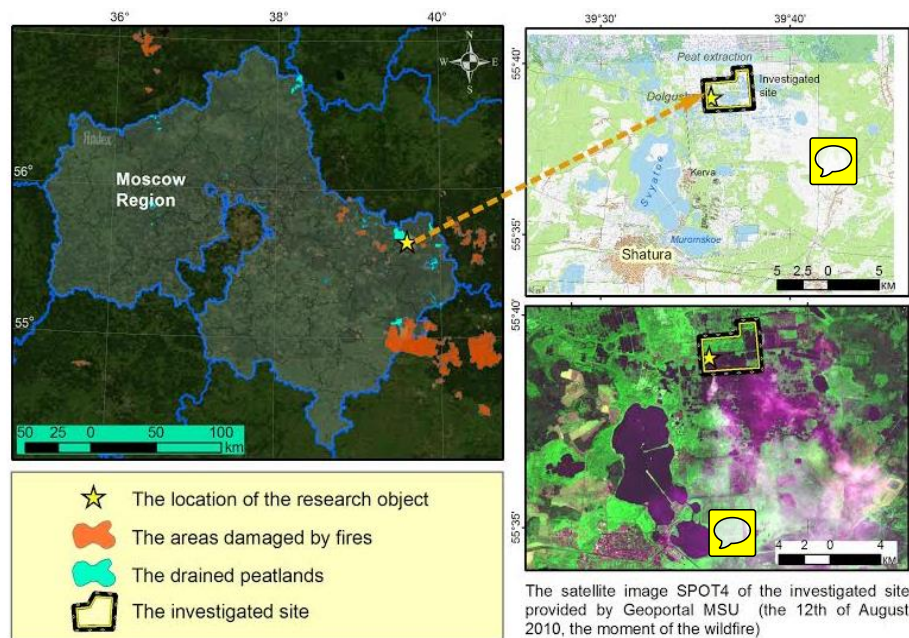 36° 38° 40°
N
W E
S
Яndex
56°
Moscow
Region
55°
50 25 0 50 100
km
39°30 39°40
55°40
Peat extraction
Investigated
site
Svyatoe
Kerva
55°35
Muromskoe
Shatura
5 2,5 0 5
KM
55°40
55°35
4 2 0 4
KM
The location of the research object
The areas damaged by fires
The drained peatlands
The investigated site
The satellite image SPOT4 of the investigated site
provided by Geoportal MSU (the 12th of August
2010, the moment of the wildfire)